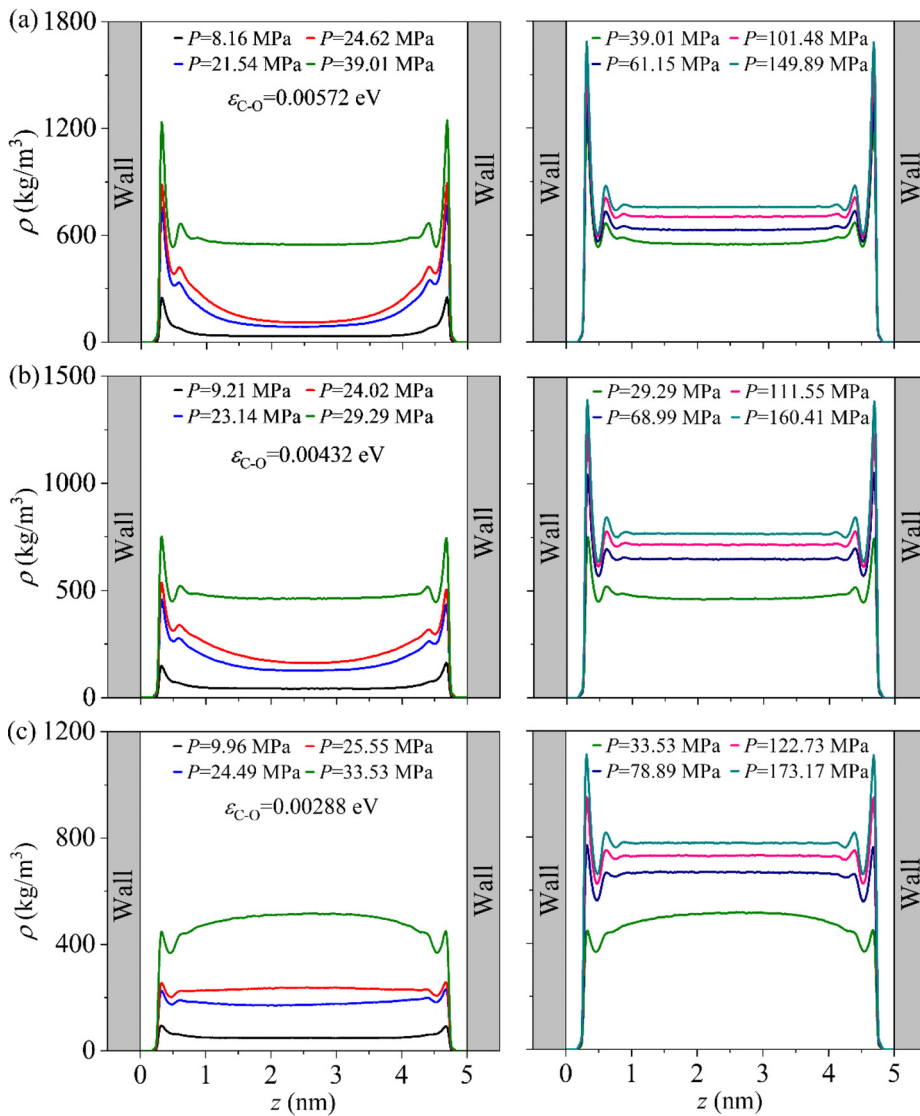 (a)
1800
1200
600
0
ρ (kg/m³)
Wall
P=8.16 MPa P=24.62 MPa
P=21.54 MPa P=39.01 MPa
εC-O=0.00572 eV
Wall
Wall
P=39.01 MPa P=101.48 MPa
P=61.15 MPa P=149.89 MPa
Wall
(b)
1500
1000
500
0
ρ (kg/m³)
Wall
P=9.21 MPa P=24.02 MPa
P=23.14 MPa P=29.29 MPa
εC-O=0.00432 eV
Wall
Wall
P=29.29 MPa P=111.55 MPa
P=68.99 MPa P=160.41 MPa
Wall
(c)
1200
800
400
0
ρ (kg/m³)
Wall
P=9.96 MPa P=25.55 MPa
P=24.49 MPa P=33.53 MPa
εC-O=0.00288 eV
Wall
Wall
P=33.53 MPa P=122.73 MPa
P=78.89 MPa P=173.17 MPa
Wall
0 1 2 3 4 5
z (nm)
0 1 2 3 4 5
z (nm)